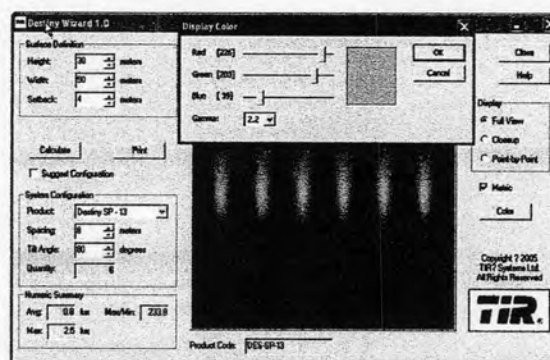 Destiny Wizard 1.0
Surface Definition
Height: 30 meters
Width: 50 meters
Setback: 4 meters
Calculate Print
Suggest Configuration
System Configuration
Product: Destiny SP - 13
Spacing: 8 meters
Tilt Angle: 80 degrees
Quantity: 6
Numeric Summary
Avg: 0.8 lux Max/Min: 233.8
Max: 2.5 lux
Display Color
Red [226]
Green [203]
Blue [ 39]
Gamma: 2.2
OK
Cancel
Product Code: DES-SP-13
Close
Help
Display
Full View
Closeup
Point-by-Point
Metric
Color
Copyright ? 2005
TIR? Systems Ltd.
All Rights Reserved
TIR®